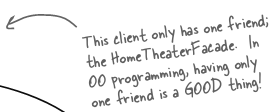 This client only has one friend;
the HomeTheaterFacade. In
OO programming, having only
one friend is a GOOD thing!